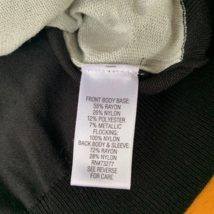 FRONT BODY BASE:
55% RAYON
26% NYLON
12% POLYESTER
7% METALLIC
FLOCKING:
100% NYLON
BACK BODY & SLEEVE:
72% RAYON
28% NYLON
RN#73277
SEE REVERSE
FOR CARE